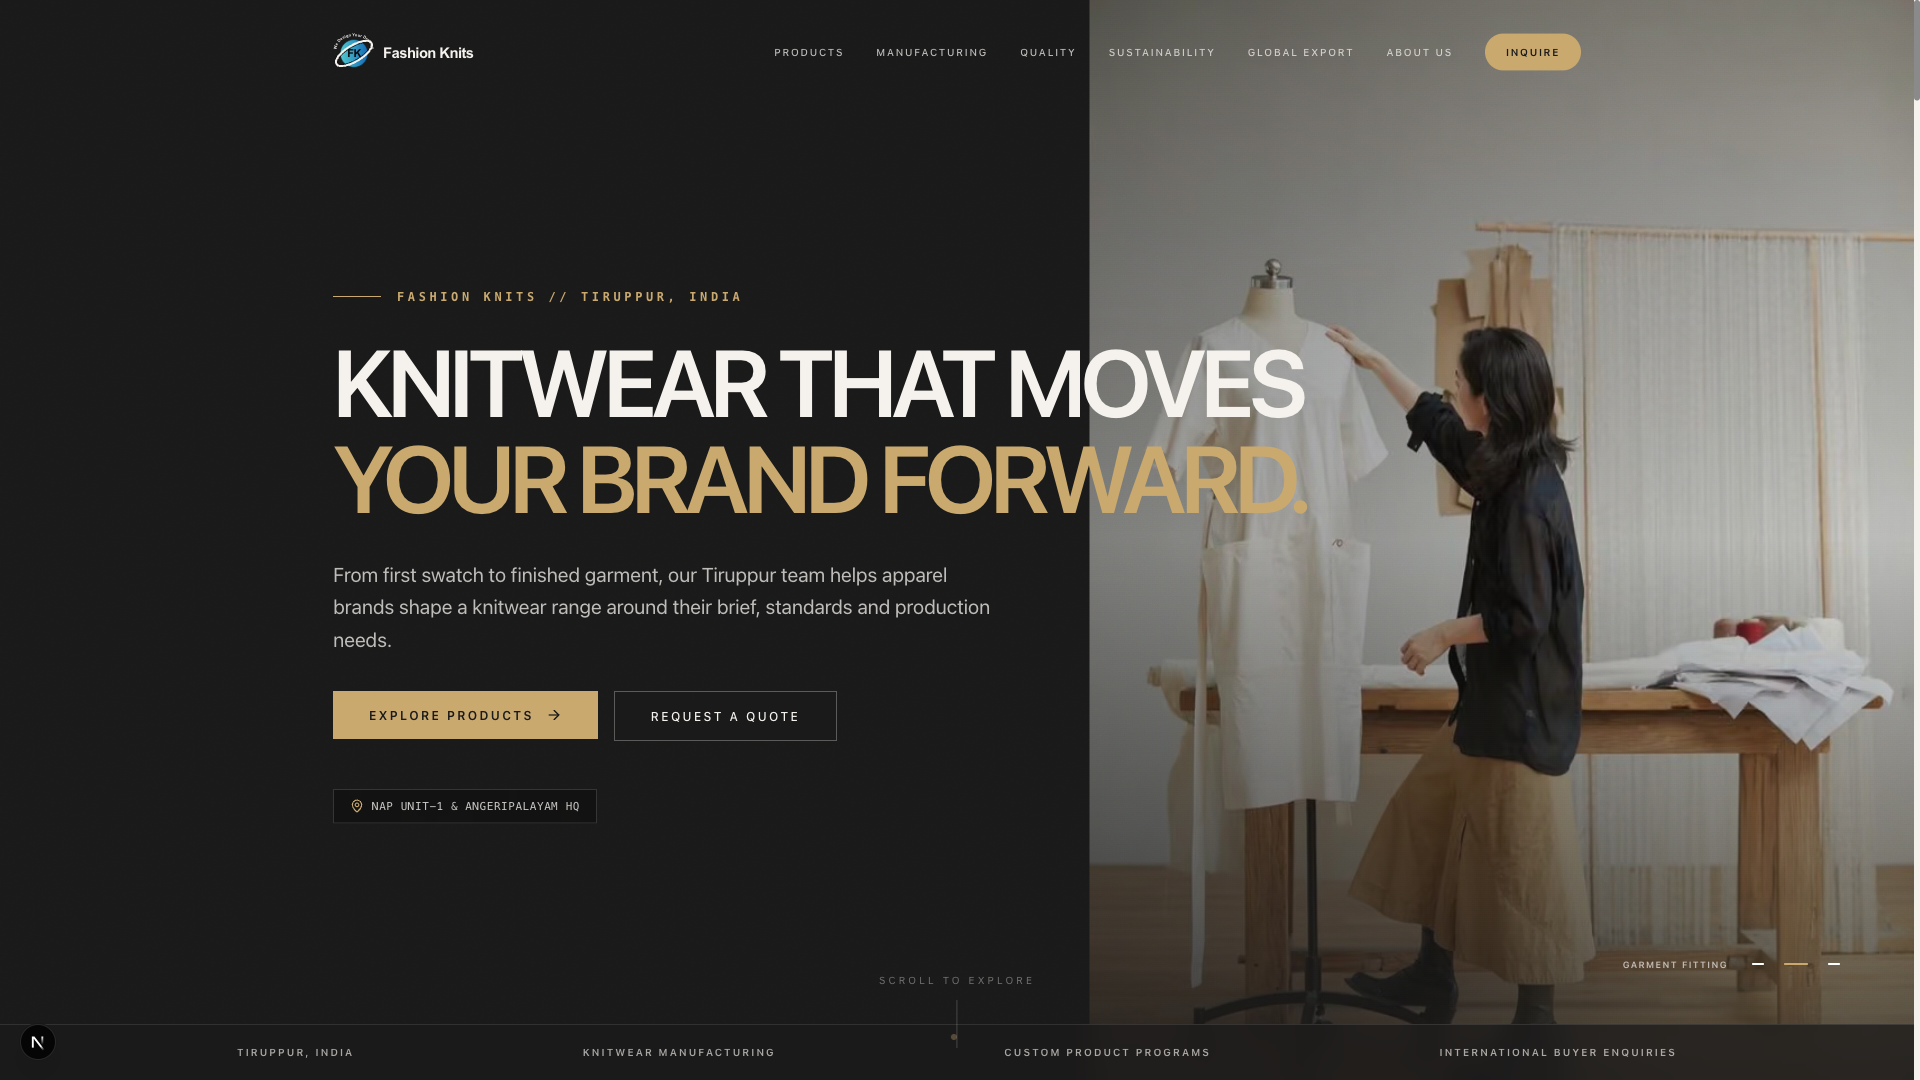 FK
Fashion Knits
PRODUCTS
MANUFACTURING
QUALITY
SUSTAINABILITY
GLOBAL EXPORT
ABOUT US
INQUIRE
FASHION KNITS // TIRUPPUR, INDIA
KNITWEAR THAT MOVES
YOUR BRAND FORWARD.
From first swatch to finished garment, our Tiruppur team helps apparel
brands shape a knitwear range around their brief, standards and production
needs.
EXPLORE PRODUCTS
REQUEST A QUOTE
NAP UNIT–1 & ANGERIPALAYAM HQ
GARMENT FITTING
SCROLL TO EXPLORE
N
TIRUPPUR, INDIA
KNITWEAR MANUFACTURING
CUSTOM PRODUCT PROGRAMS
INTERNATIONAL BUYER ENQUIRIES